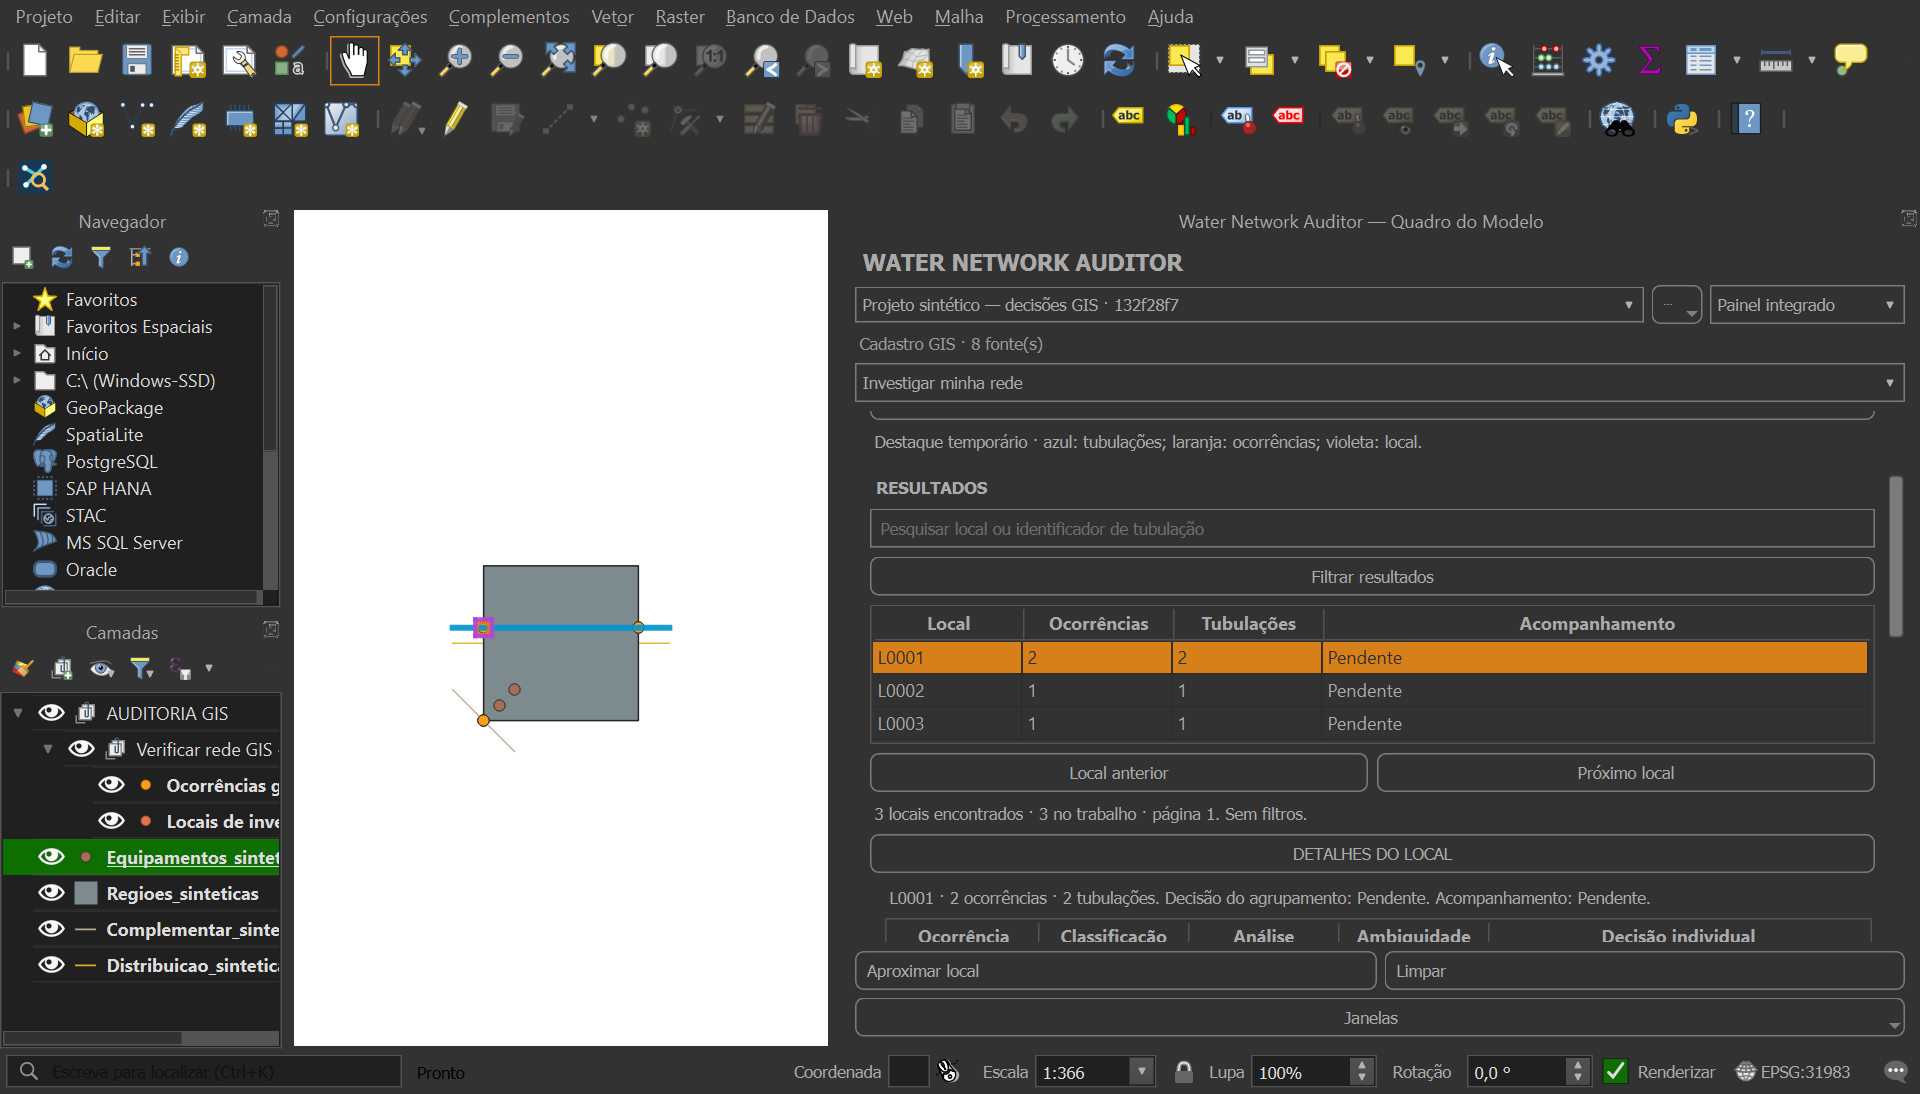 Projeto Editar Exibir Camada Configurações Complementos Vetor Raster Banco de Dados Web Malha Processamento Ajuda
Navegador
Favoritos
Favoritos Espaciais
Início
C:\ (Windows-SSD)
GeoPackage
SpatiaLite
PostgreSQL
SAP HANA
STAC
MS SQL Server
Oracle
Camadas
AUDITORIA GIS
Verificar rede GIS
Ocorrências g
Locais de inve
Equipamentos_sintet
Regioes_sinteticas
Complementar_sinte
Distribuicao_sintetica
Water Network Auditor — Quadro do Modelo
WATER NETWORK AUDITOR
Projeto sintético — decisões GIS · 132f28f7
...
Painel integrado
Cadastro GIS · 8 fonte(s)
Investigar minha rede
Destaque temporário · azul: tubulações; laranja: ocorrências; violeta: local.
RESULTADOS
Pesquisar local ou identificador de tubulação
Filtrar resultados
Local Ocorrências Tubulações Acompanhamento
L0001 2 2 Pendente
L0002 1 1 Pendente
L0003 1 1 Pendente
Local anterior Próximo local
3 locais encontrados · 3 no trabalho · página 1. Sem filtros.
DETALHES DO LOCAL
L0001 · 2 ocorrências · 2 tubulações. Decisão do agrupamento: Pendente. Acompanhamento: Pendente.
Ocorrência Classificação Análise Ambiguidade Decisão individual
Aproximar local Limpar
Janelas
Escreva para localizar (Ctrl+K) Pronto Coordenada Escala 1:366 Lupa 100% Rotação 0,0 ° Renderizar EPSG:31983